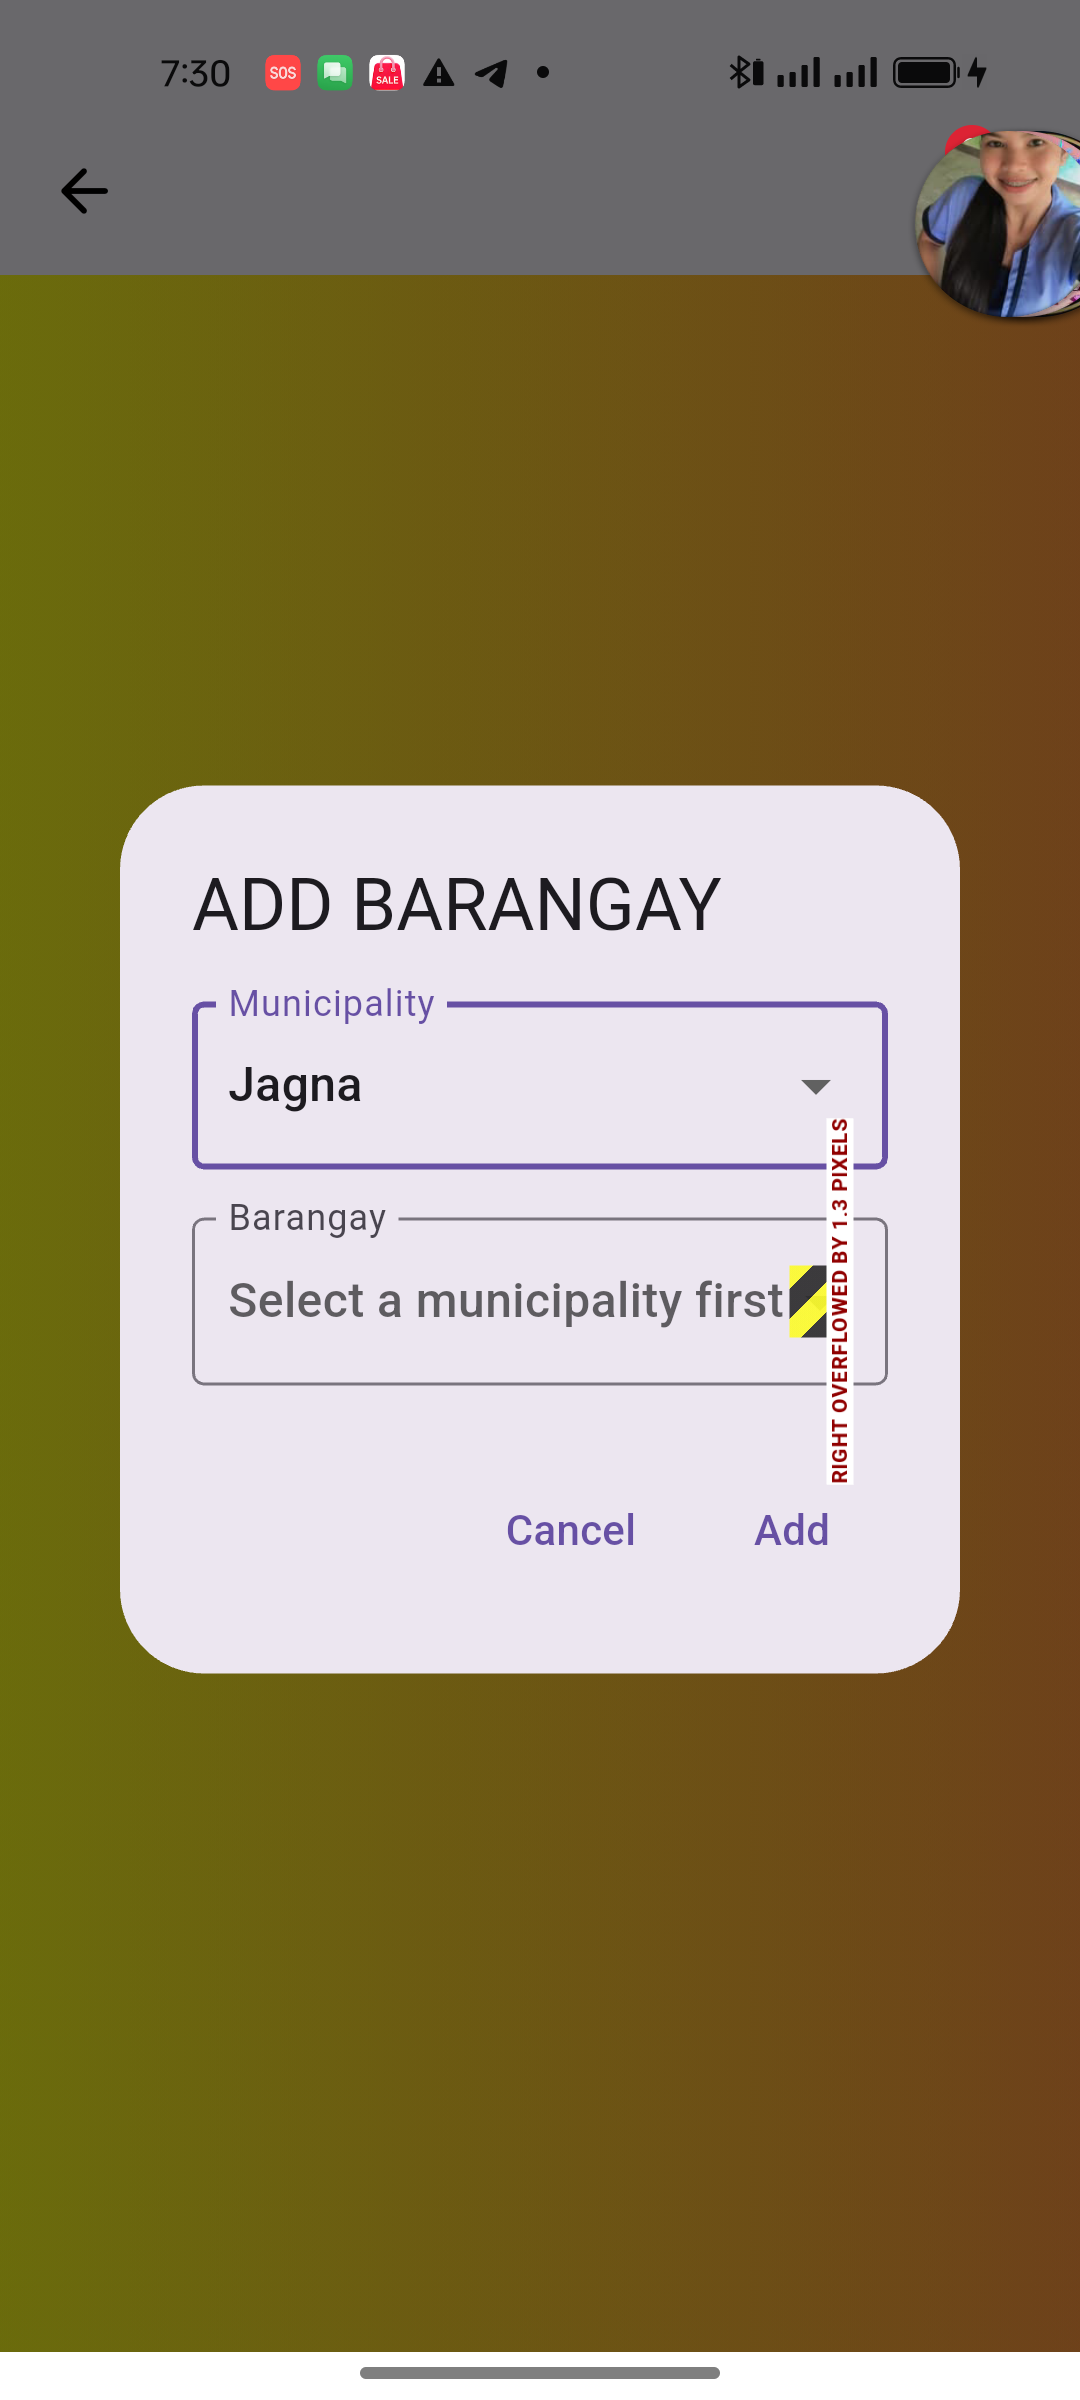 7:30
SOS
SALE
ADD BARANGAY
Municipality
Jagna
Barangay
Select a municipality first
RIGHT OVERFLOWED BY 1.3 PIXELS
Cancel
Add